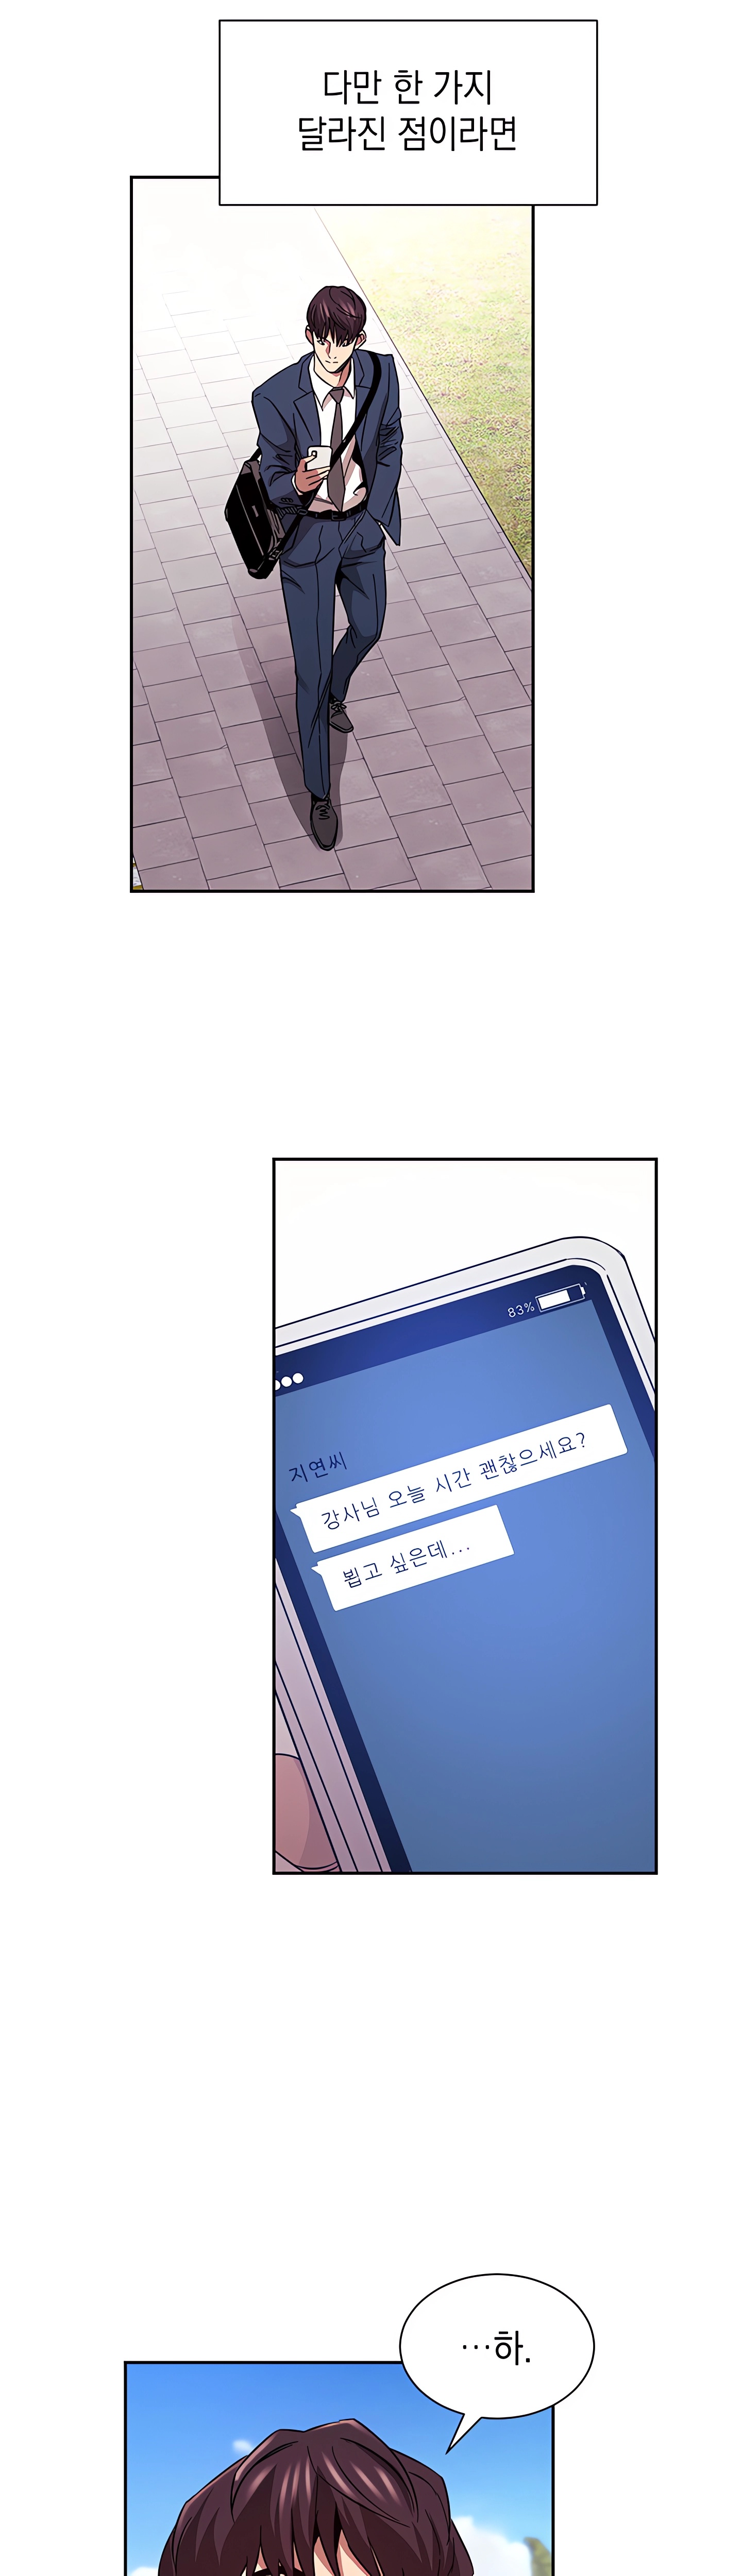 다만 한 가지
달라진 점이라면
83%
지연씨
강사님 오늘 시간 괜찮으세요?
뵙고 싶은데...
…하.